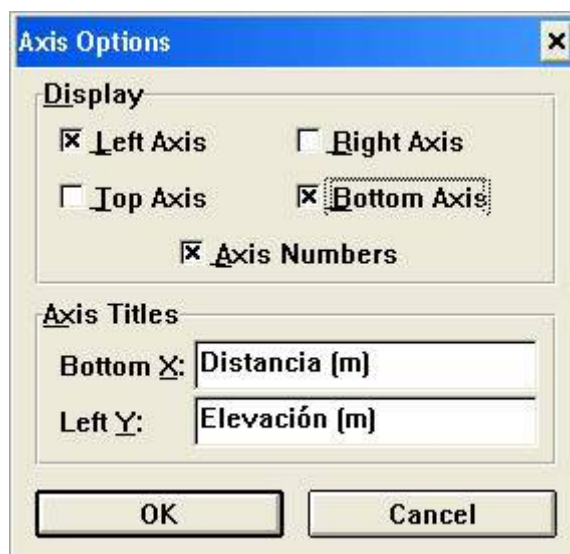 Axis Options
Display
Left Axis
Right Axis
Top Axis
Bottom Axis
Axis Numbers
Axis Titles
Bottom X: Distancia (m)
Left Y: Elevación (m)
OK
Cancel